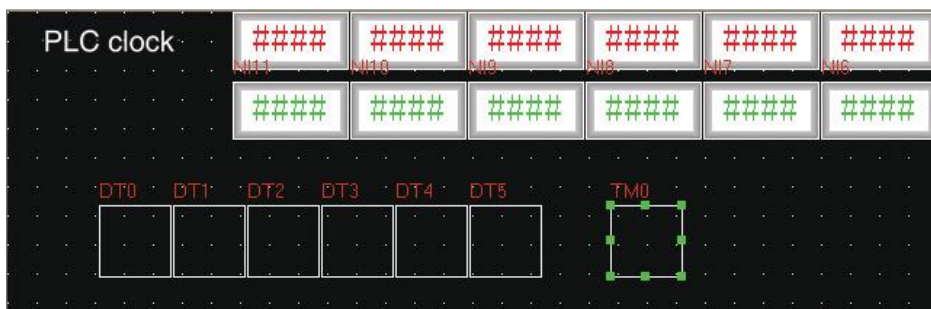 PLC clock #### #### #### #### #### ####
NI11 NI10 NI9 NI8 NI7 NI6
#### #### #### #### #### ####
DT0 DT1 DT2 DT3 DT4 DT5 TM0